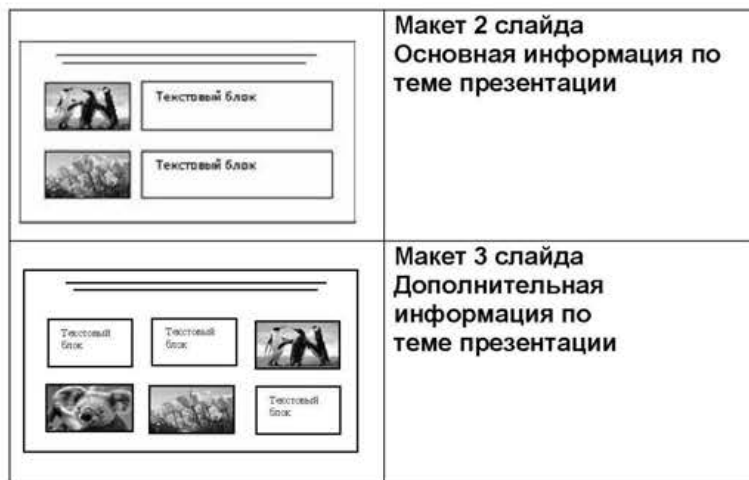 Макет 2 слайда
Основная информация по
теме презентации
Текстовый блок
Текстовый блок
Макет 3 слайда
Дополнительная
информация по
теме презентации
Текстовый
блок
Текстовый
блок
Текстовый
блок